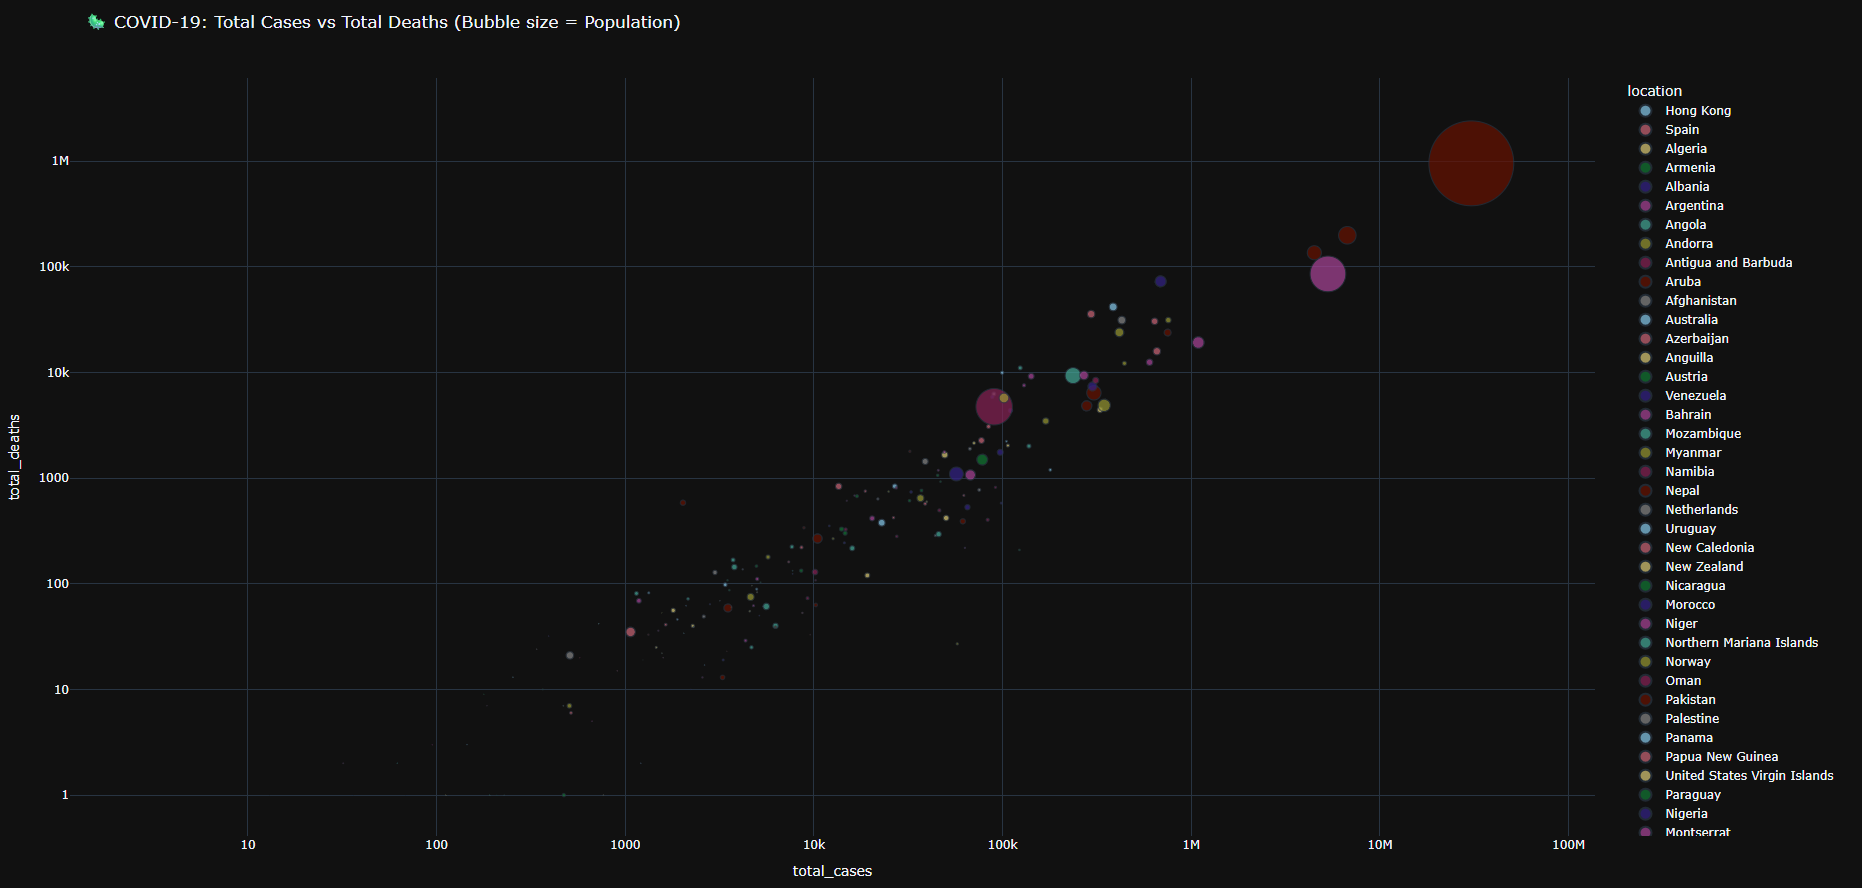 🦠 COVID-19: Total Cases vs Total Deaths (Bubble size = Population)
1M
100k
10k
1000
100
10
1
total_deaths
10
100
1000
10k
100k
1M
10M
100M
total_cases
location
Hong Kong
Spain
Algeria
Armenia
Albania
Argentina
Angola
Andorra
Antigua and Barbuda
Aruba
Afghanistan
Australia
Azerbaijan
Anguilla
Austria
Venezuela
Bahrain
Mozambique
Myanmar
Namibia
Nepal
Netherlands
Uruguay
New Caledonia
New Zealand
Nicaragua
Morocco
Niger
Northern Mariana Islands
Norway
Oman
Pakistan
Palestine
Panama
Papua New Guinea
United States Virgin Islands
Paraguay
Nigeria
Montserrat